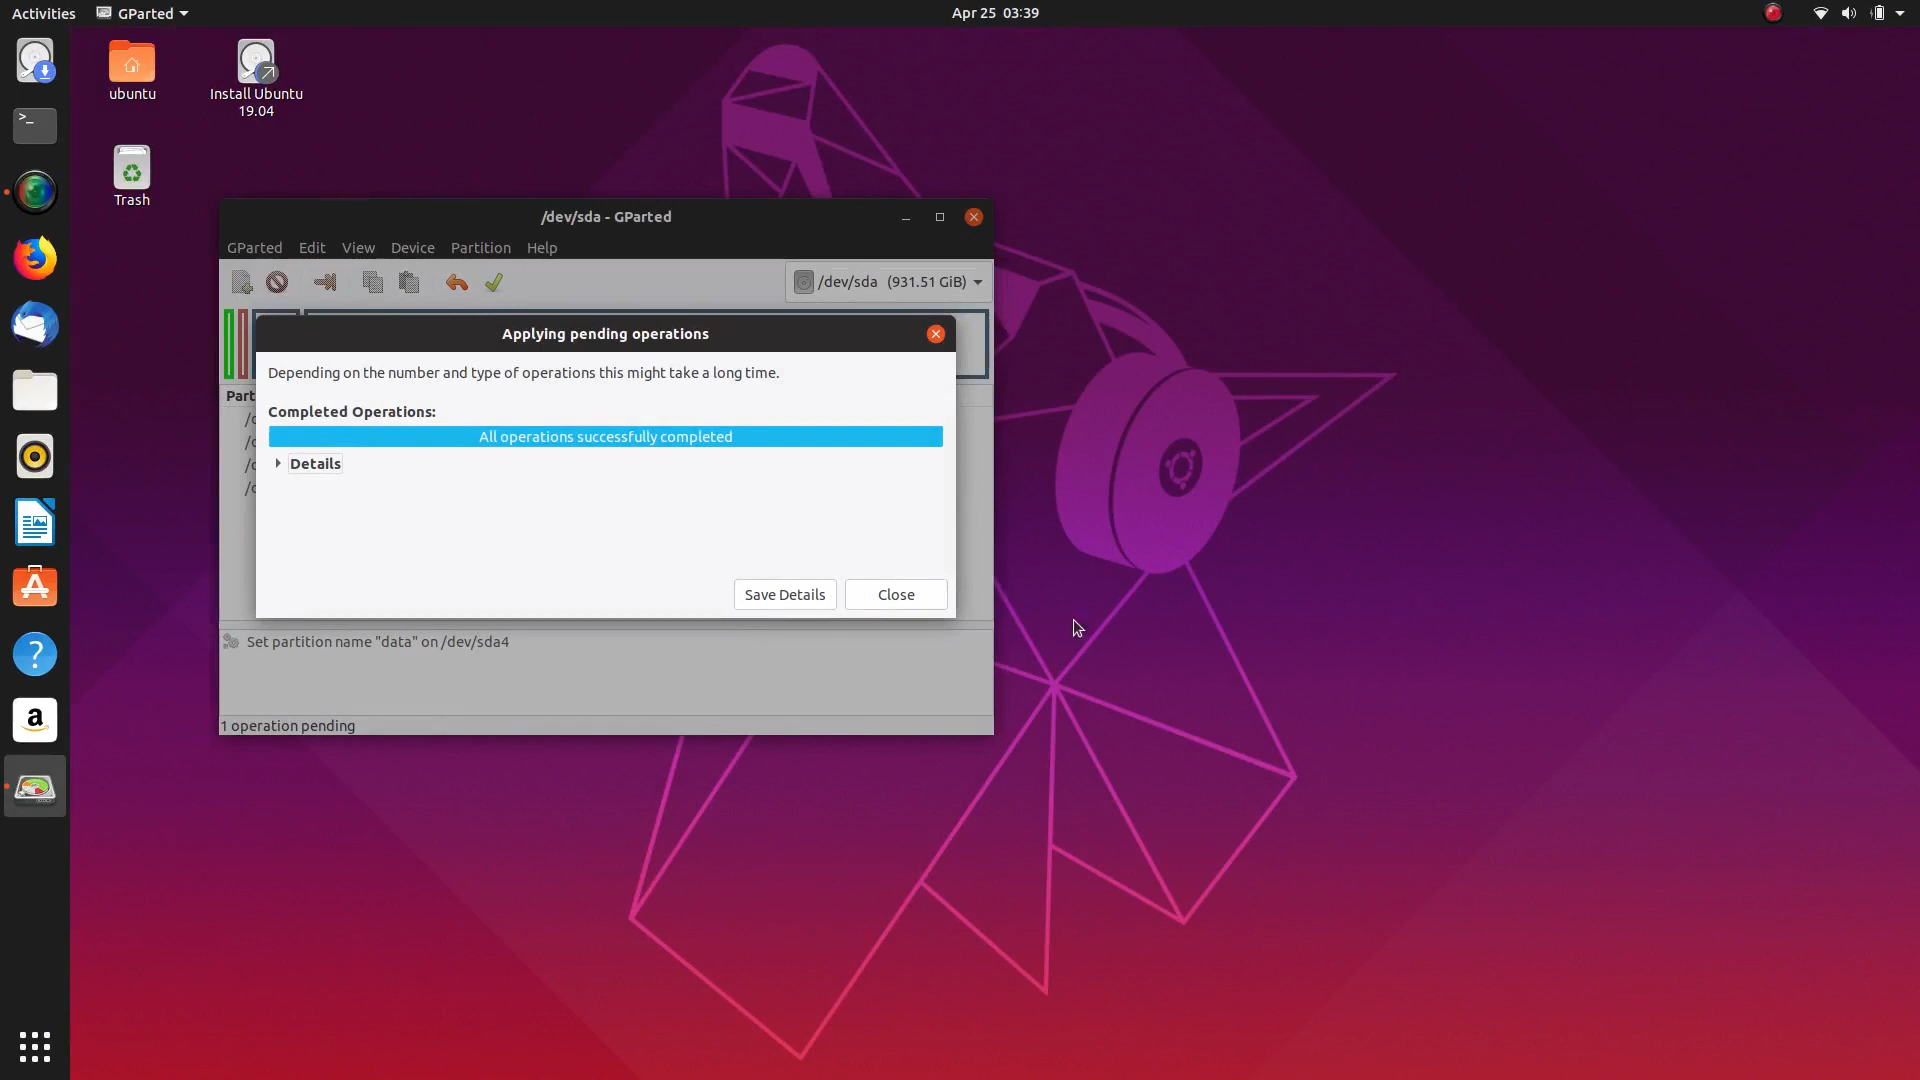 Activities
GParted
Apr 25 03:39
ubuntu
Install Ubuntu
19.04
Trash
/dev/sda - GParted
GParted Edit View Device Partition Help
/dev/sda (931.51 GiB)
Applying pending operations
Depending on the number and type of operations this might take a long time.
Part
Completed Operations:
All operations successfully completed
Details
Save Details
Close
Set partition name "data" on /dev/sda4
1 operation pending